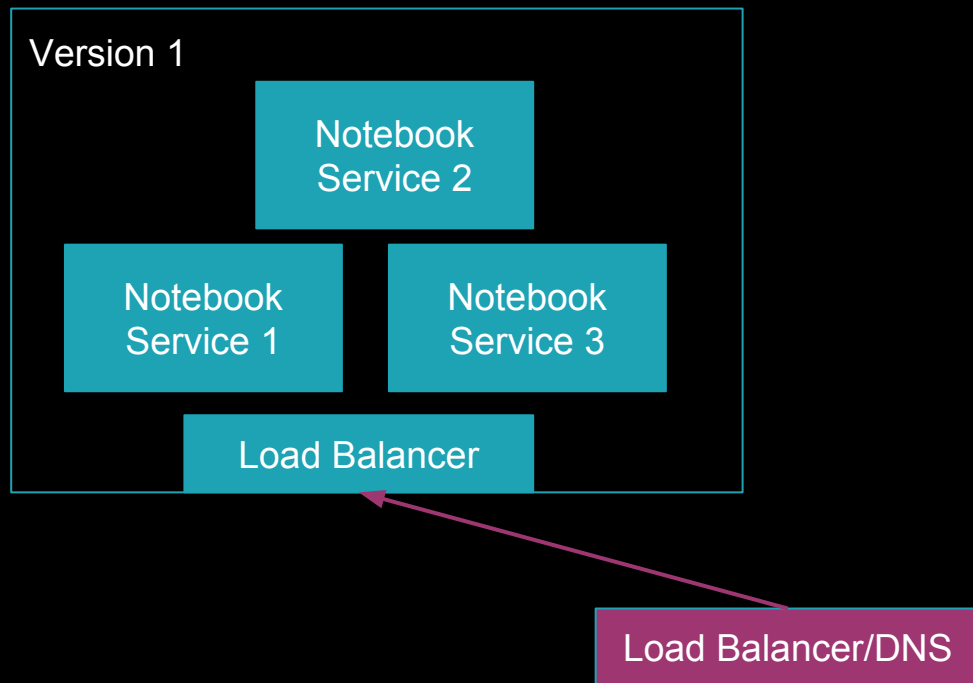 Version 1
Notebook
Service 2
Notebook
Service 1
Notebook
Service 3
Load Balancer
Load Balancer/DNS